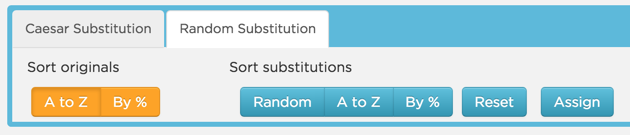 Caesar Substitution Random Substitution
Sort originals Sort substitutions
A to Z By % Random A to Z By % Reset Assign